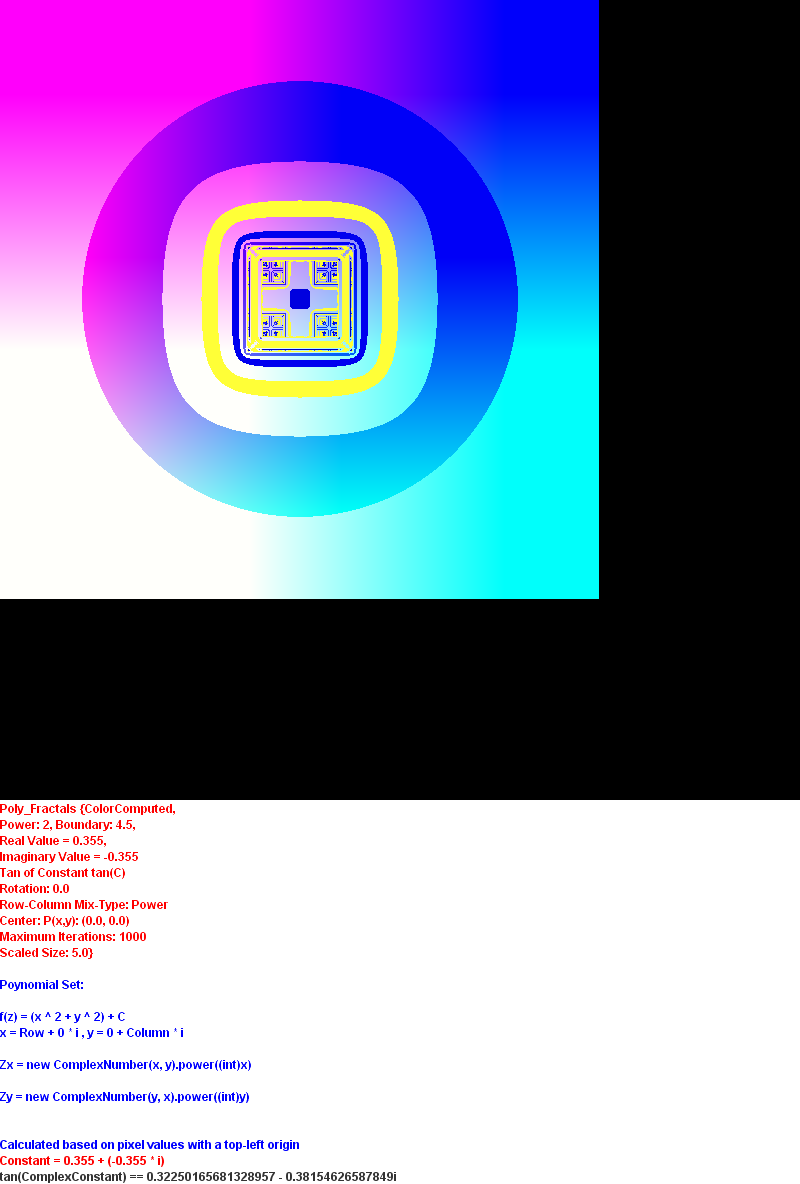 Poly_Fractals {ColorComputed,
Power: 2, Boundary: 4.5,
Real Value = 0.355,
Imaginary Value = -0.355
Tan of Constant tan(C)
Rotation: 0.0
Row-Column Mix-Type: Power
Center: P(x,y): (0.0, 0.0)
Maximum Iterations: 1000
Scaled Size: 5.0}
Poynomial Set:
f(z) = (x ^ 2 + y ^ 2) + C
x = Row + 0 * i , y = 0 + Column * i
Zx = new ComplexNumber(x, y).power((int)x)
Zy = new ComplexNumber(y, x).power((int)y)
Calculated based on pixel values with a top-left origin
Constant = 0.355 + (-0.355 * i)
tan(ComplexConstant) == 0.32250165681328957 - 0.38154626587849i